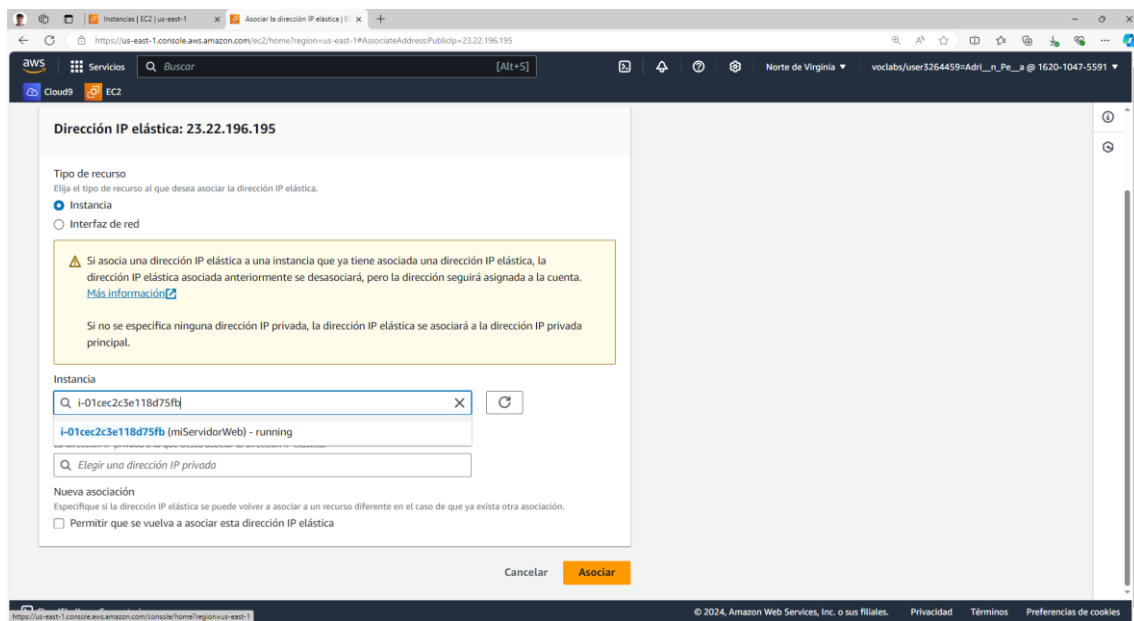 Instancias | EC2 | us-east-1
Asociar la dirección IP elástica | E
https://us-east-1.console.aws.amazon.com/ec2/home?region=us-east-1#AssociateAddress:PublicIp=23.22.196.195
aws
Servicios
Buscar
[Alt+S]
Norte de Virginia
voclabs/user3264459=Adri__n_Pe__a @ 1620-1047-5591
Cloud9
EC2
Dirección IP elástica: 23.22.196.195
Tipo de recurso
Elija el tipo de recurso al que desea asociar la dirección IP elástica.
Instancia
Interfaz de red
Si asocia una dirección IP elástica a una instancia que ya tiene asociada una dirección IP elástica, la
dirección IP elástica asociada anteriormente se desasociará, pero la dirección seguirá asignada a la cuenta.
Más información
Si no se especifica ninguna dirección IP privada, la dirección IP elástica se asociará a la dirección IP privada
principal.
Instancia
i-01cec2c3e118d75fb
i-01cec2c3e118d75fb (miServidorWeb) - running
Elegir una dirección IP privada
Nueva asociación
Especifique si la dirección IP elástica se puede volver a asociar a un recurso diferente en el caso de que ya exista otra asociación.
Permitir que se vuelva a asociar esta dirección IP elástica
Cancelar
Asociar
© 2024, Amazon Web Services, Inc. o sus filiales.
Privacidad
Términos
Preferencias de cookies
https://us-east-1.console.aws.amazon.com/console/home?region=us-east-1